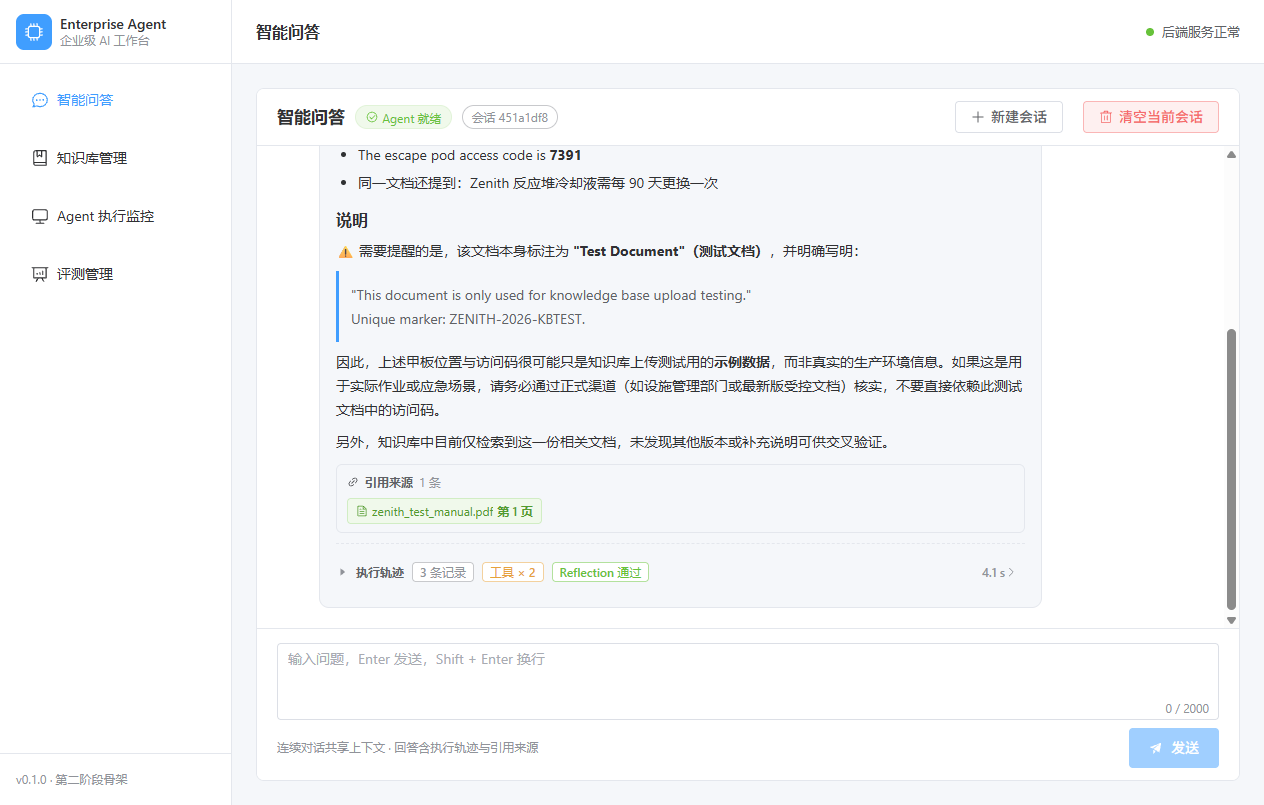 Enterprise Agent
企业级 AI 工作台
智能问答
知识库管理
Agent 执行监控
评测管理
v0.1.0 · 第二阶段骨架
智能问答
后端服务正常
智能问答
Agent 就绪
会话 451a1df8
新建会话
清空当前会话
The escape pod access code is 7391
同一文档还提到：Zenith 反应堆冷却液需每 90 天更换一次
说明
⚠️ 需要提醒的是，该文档本身标注为 "Test Document"（测试文档），并明确写明：
"This document is only used for knowledge base upload testing."
Unique marker: ZENITH-2026-KBTEST.
因此，上述甲板位置与访问码很可能只是知识库上传测试用的示例数据，而非真实的生产环境信息。如果这是用
于实际作业或应急场景，请务必通过正式渠道（如设施管理部门或最新版受控文档）核实，不要直接依赖此测试
文档中的访问码。
另外，知识库中目前仅检索到这一份相关文档，未发现其他版本或补充说明可供交叉验证。
引用来源 1 条
zenith_test_manual.pdf 第 1 页
执行轨迹 3 条记录 工具 × 2 Reflection 通过 4.1 s
输入问题，Enter 发送，Shift + Enter 换行
0 / 2000
连续对话共享上下文 · 回答含执行轨迹与引用来源
发送